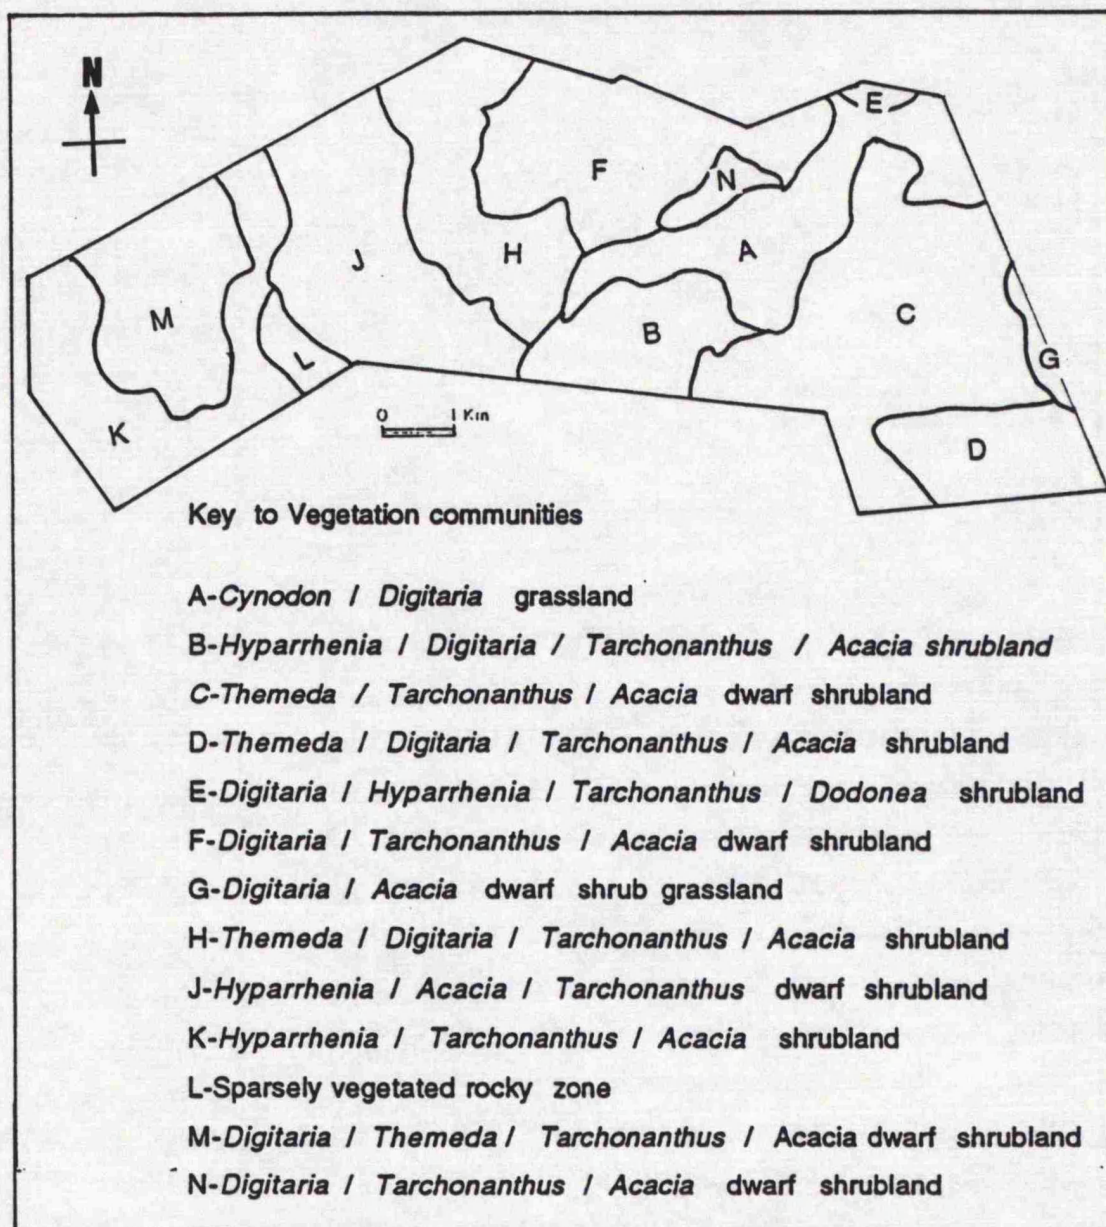 N
E
F
N
A
H
J
M
B
C
L
G
K
D
0 1 Km
Key to Vegetation communities
A-Cynodon / Digitaria grassland
B-Hyparrhenia / Digitaria / Tarchonanthus / Acacia shrubland
C-Themeda / Tarchonanthus / Acacia dwarf shrubland
D-Themeda / Digitaria / Tarchonanthus / Acacia shrubland
E-Digitaria / Hyparrhenia / Tarchonanthus / Dodonea shrubland
F-Digitaria / Tarchonanthus / Acacia dwarf shrubland
G-Digitaria / Acacia dwarf shrub grassland
H-Themeda / Digitaria / Tarchonanthus / Acacia shrubland
J-Hyparrhenia / Acacia / Tarchonanthus dwarf shrubland
K-Hyparrhenia / Tarchonanthus / Acacia shrubland
L-Sparsely vegetated rocky zone
M-Digitaria / Themeda / Tarchonanthus / Acacia dwarf shrubland
N-Digitaria / Tarchonanthus / Acacia dwarf shrubland